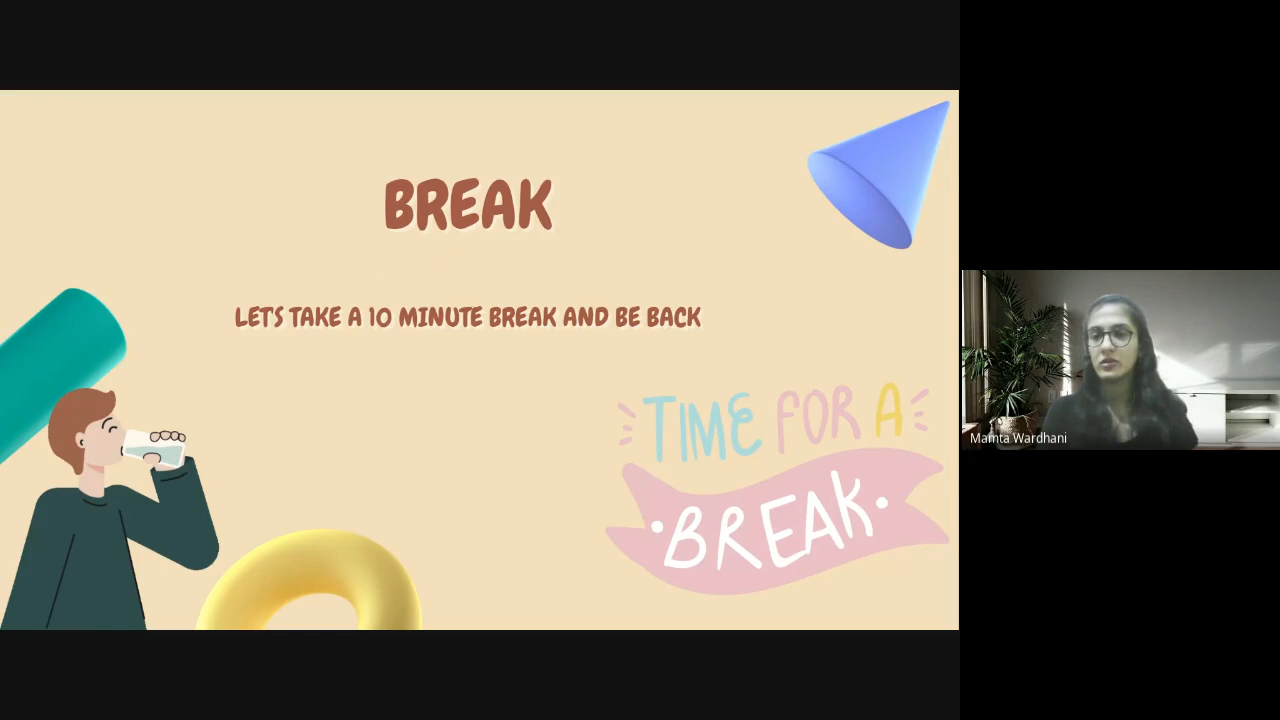 BREAK
LETS TAKE A 10 MINUTE BREAK AND BE BACK
TIME FOR A
BREAK
Mamta Wardhani